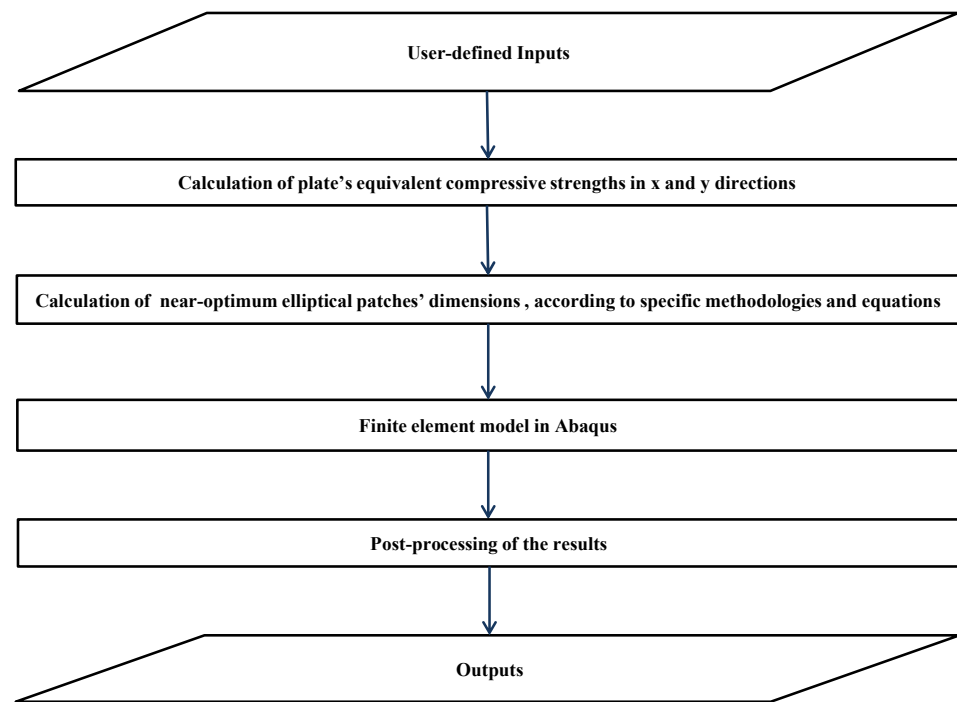 User-defined Inputs
Calculation of plate's equivalent compressive strengths in x and y directions
Calculation of near-optimum elliptical patches' dimensions , according to specific methodologies and equations
Finite element model in Abaqus
Post-processing of the results
Outputs